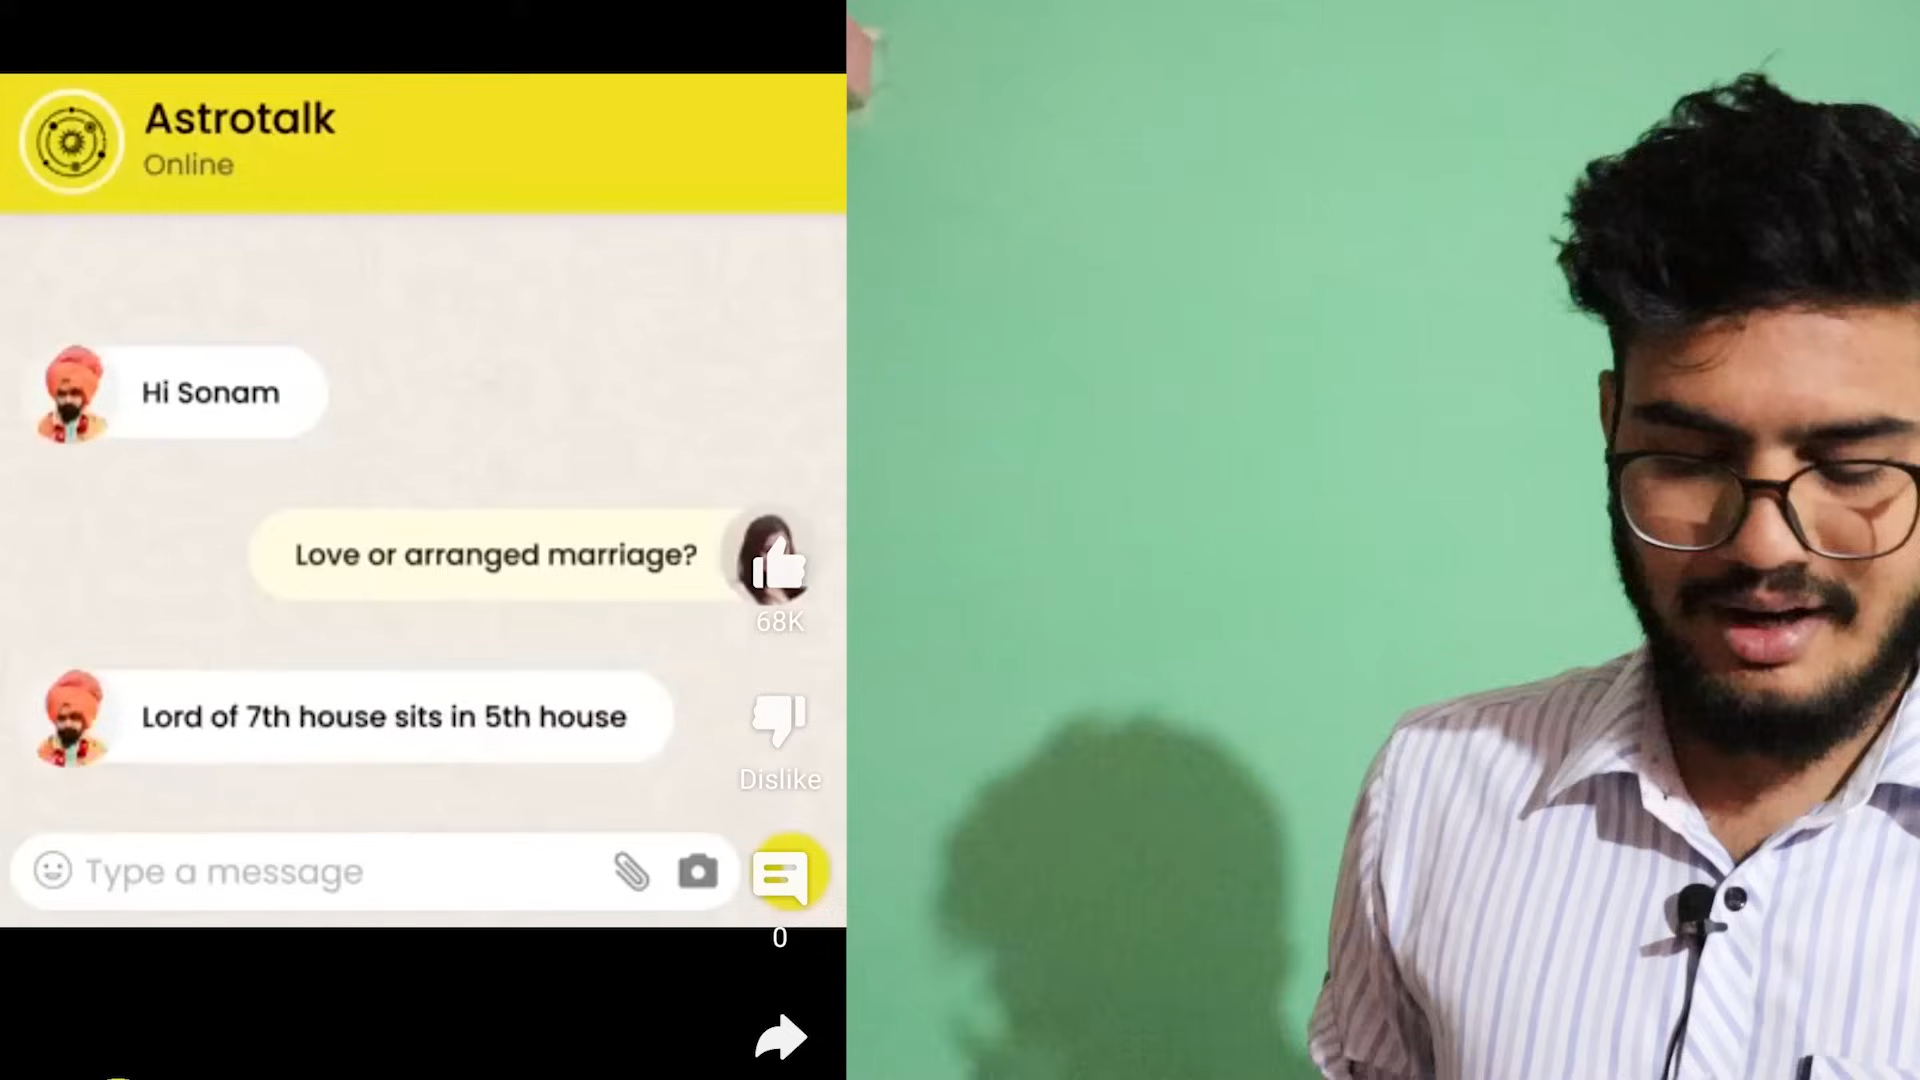 Astrotalk
Online
Hi Sonam
Love or arranged marriage?
68K
Lord of 7th house sits in 5th house
Dislike
Type a message
0